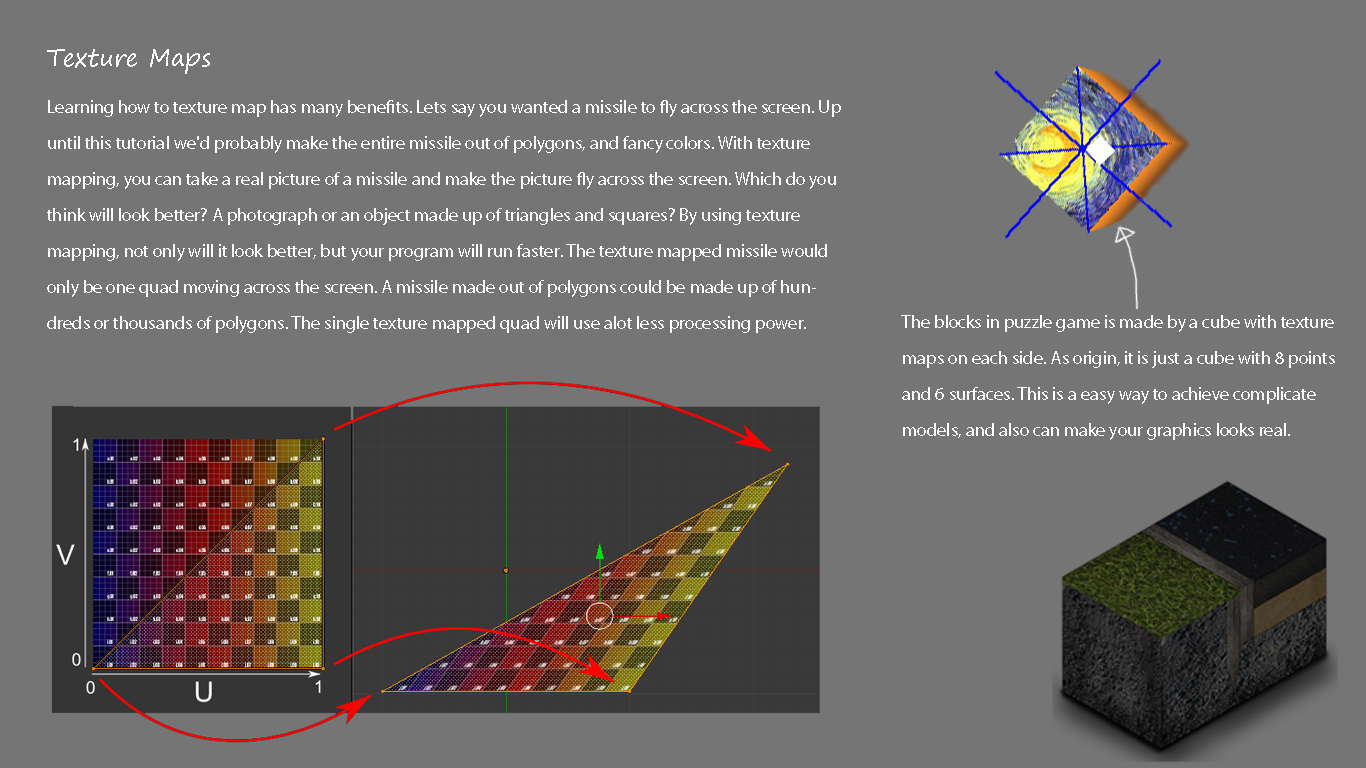 Texture Maps
Learning how to texture map has many benefits. Lets say you wanted a missile to fly across the screen. Up
until this tutorial we'd probably make the entire missile out of polygons, and fancy colors. With texture
mapping, you can take a real picture of a missile and make the picture fly across the screen. Which do you
think will look better? A photograph or an object made up of triangles and squares? By using texture
mapping, not only will it look better, but your program will run faster. The texture mapped missile would
only be one quad moving across the screen. A missile made out of polygons could be made up of hun-
dreds or thousands of polygons. The single texture mapped quad will use alot less processing power.
The blocks in puzzle game is made by a cube with texture
maps on each side. As origin, it is just a cube with 8 points
and 6 surfaces. This is a easy way to achieve complicate
models, and also can make your graphics looks real.
1
V
0
0
U
1